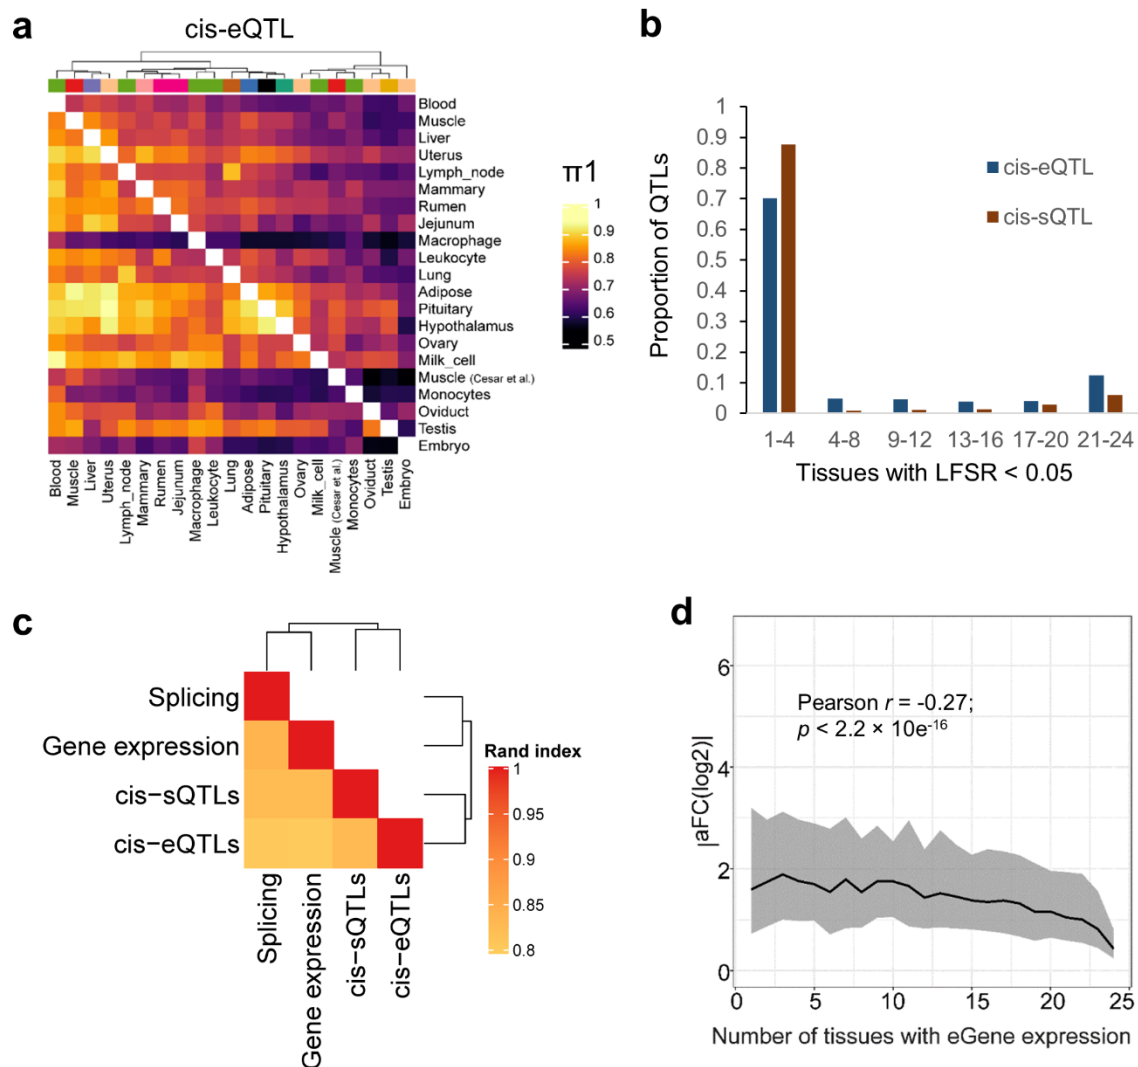 a
cis-eQTL
Blood
Muscle
Liver
Uterus
Lymph_node
Mammary
Rumen
Jejunum
Macrophage
Leukocyte
Lung
Adipose
Pituitary
Hypothalamus
Ovary
Milk_cell
Muscle (Cesar et al.)
Monocytes
Oviduct
Testis
Embryo
Blood
Muscle
Liver
Uterus
Lymph_node
Mammary
Rumen
Jejunum
Macrophage
Leukocyte
Lung
Adipose
Pituitary
Hypothalamus
Ovary
Milk_cell
Muscle (Cesar et al.)
Monocytes
Oviduct
Testis
Embryo
π1
1
0.9
0.8
0.7
0.6
0.5
b
Proportion of QTLs
1
0.9
0.8
0.7
0.6
0.5
0.4
0.3
0.2
0.1
0
cis-eQTL
cis-sQTL
1-4 4-8 9-12 13-16 17-20 21-24
Tissues with LFSR < 0.05
c
Splicing
Gene expression
cis−sQTLs
cis−eQTLs
Splicing
Gene expression
cis−sQTLs
cis−eQTLs
Rand index
1
0.95
0.9
0.85
0.8
d
|aFC(log2)|
6
4
2
0
Pearson r = -0.27;
p < 2.2 × 10e-16
0 5 10 15 20 25
Number of tissues with eGene expression